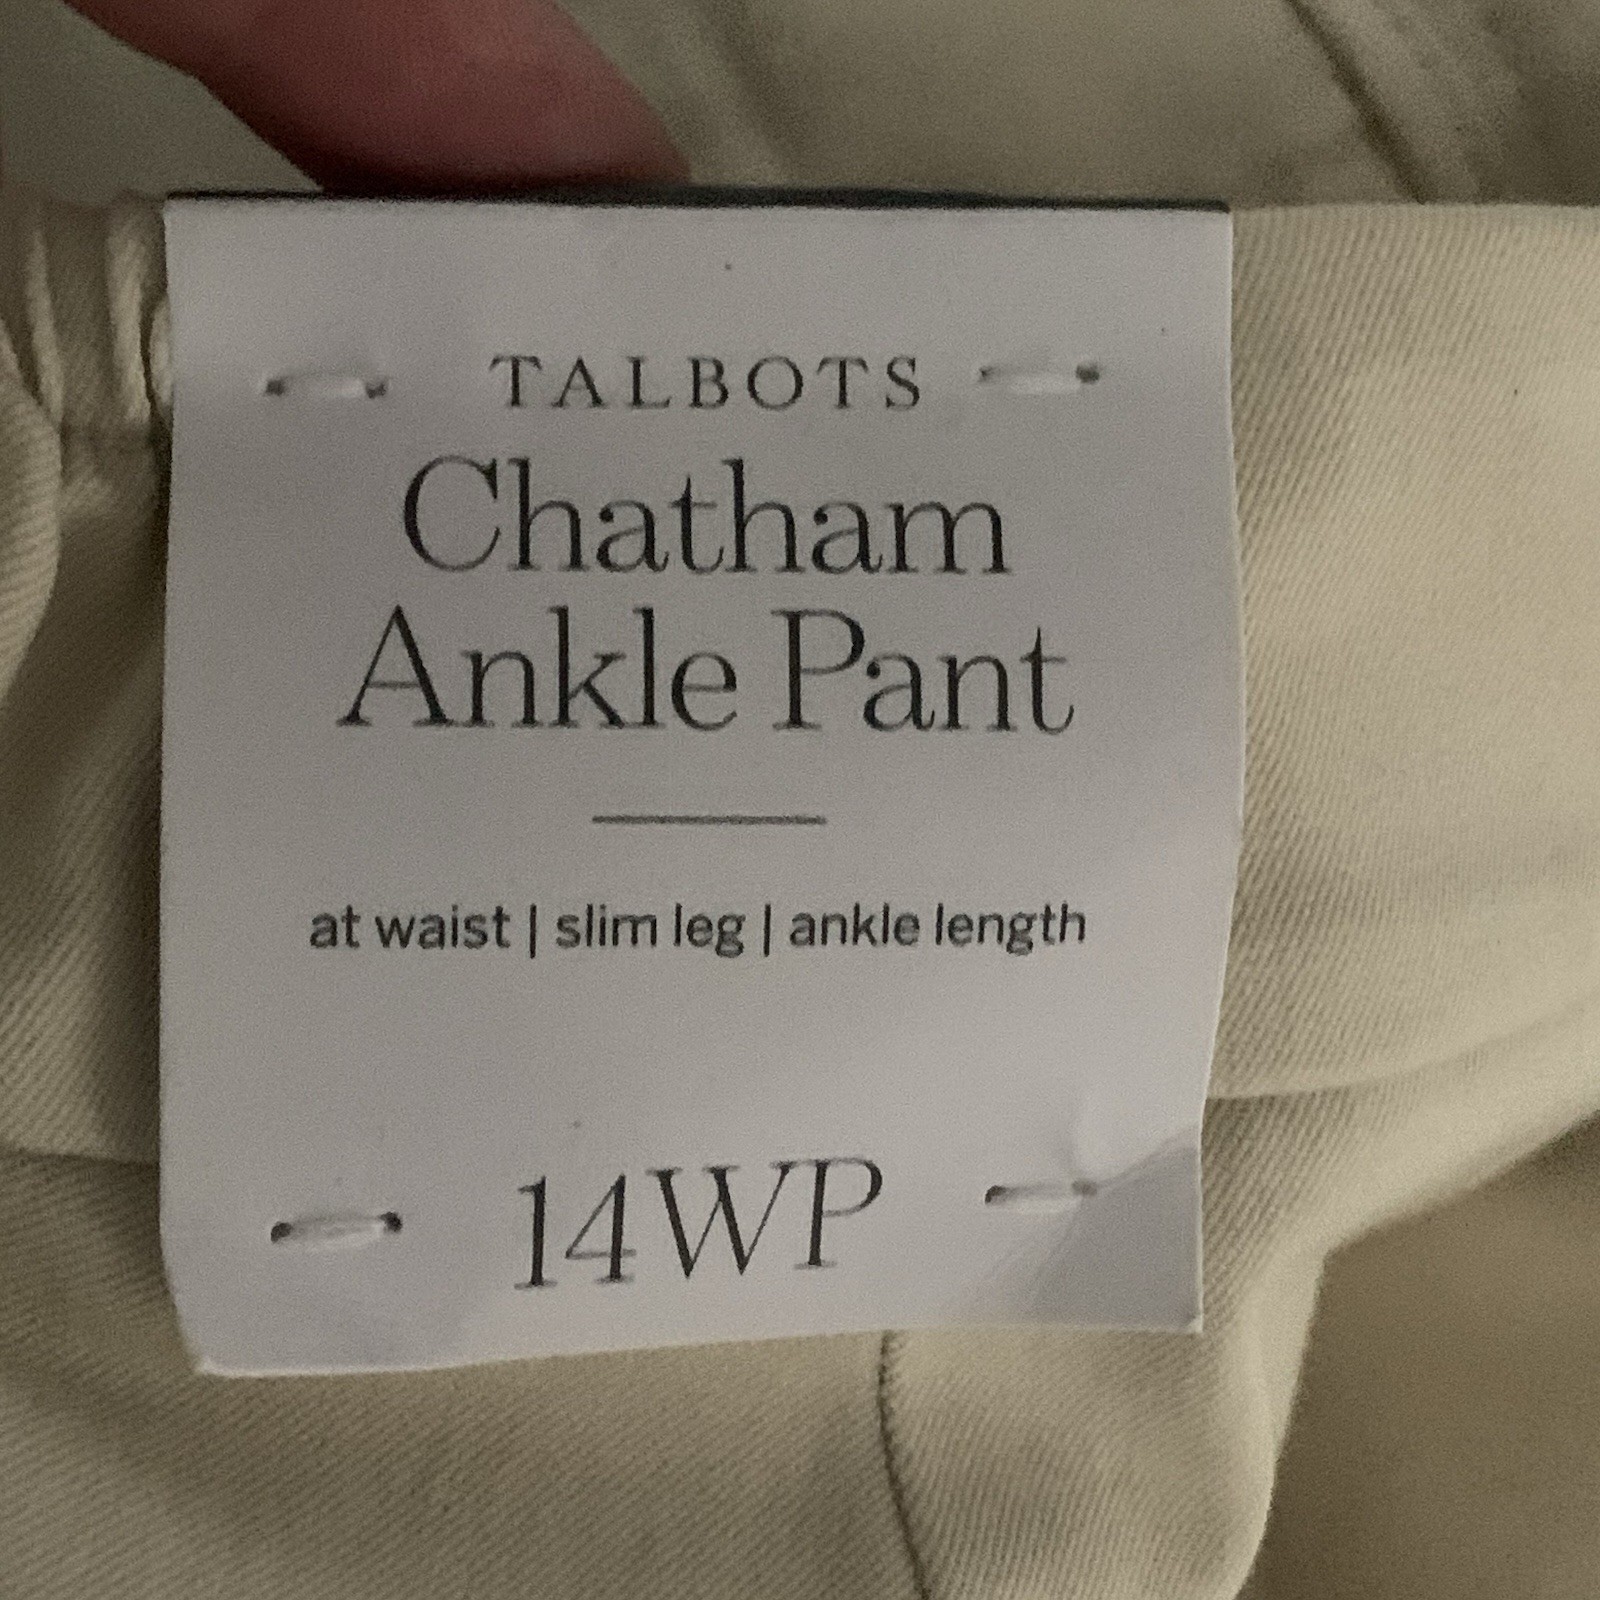 TALBOTS
Chatham
Ankle Pant
at waist | slim leg | ankle length
14WP